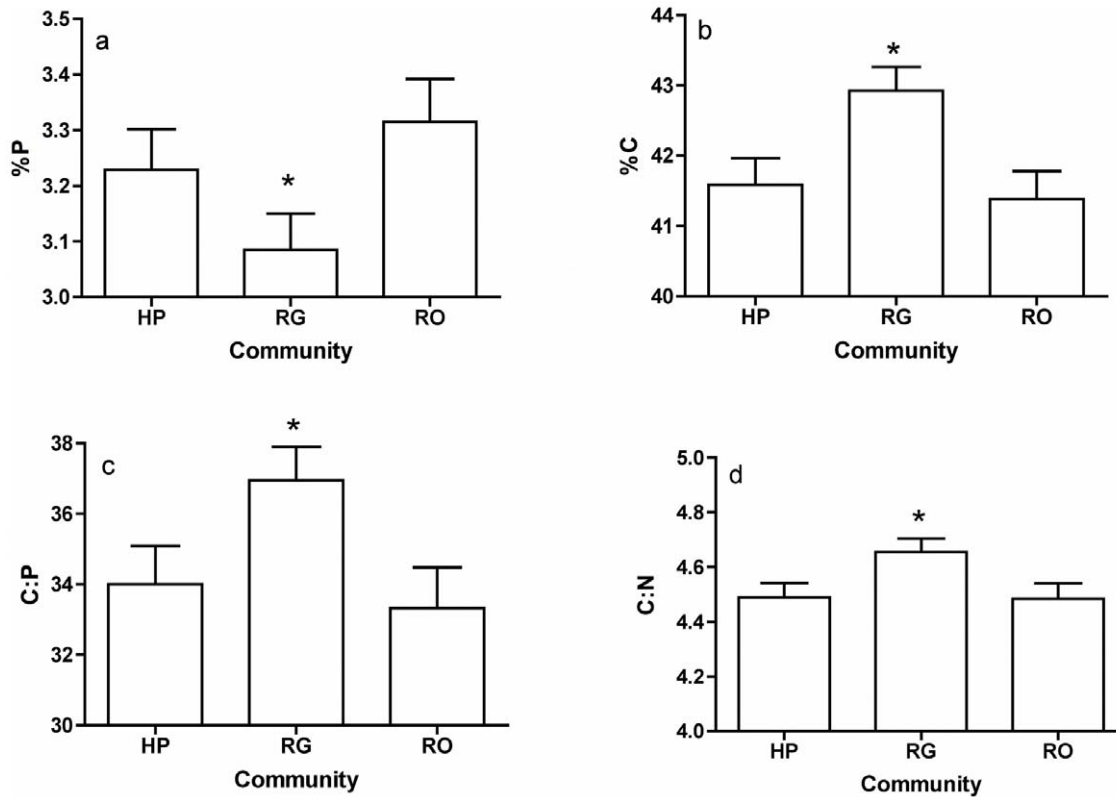 a
%P
3.5
3.4
3.3
3.2
3.1
3.0
*
HP RG RO
Community
b
%C
44
43
42
41
40
*
HP RG RO
Community
c
C:P
38
36
34
32
30
*
HP RG RO
Community
d
C:N
5.0
4.8
4.6
4.4
4.2
4.0
*
HP RG RO
Community